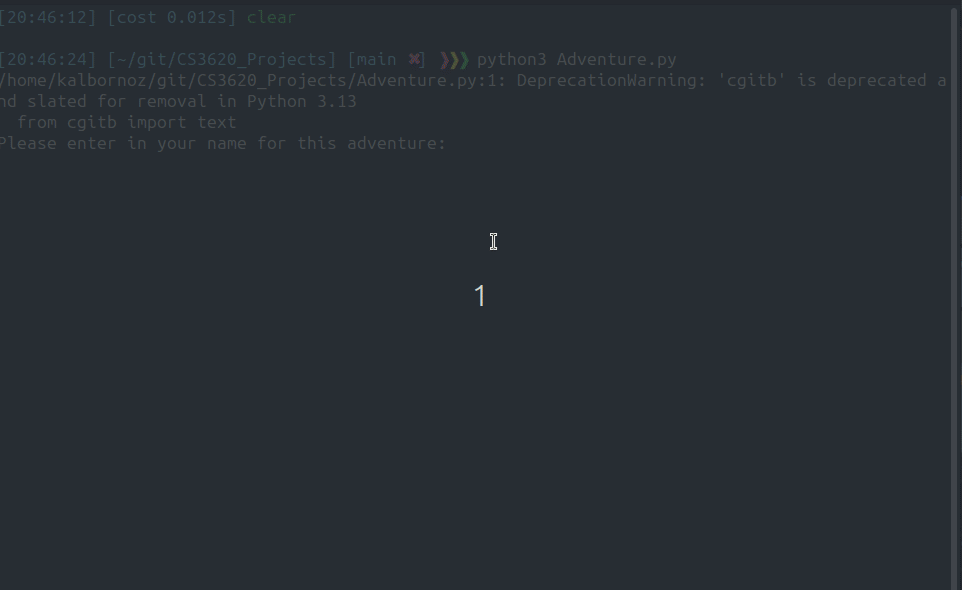 [20:46:12] [cost 0.012s] clear
[20:46:24] [~/git/CS3620_Projects] [main ✖] ❯❯❯ python3 Adventure.py
/home/kalbornoz/git/CS3620_Projects/Adventure.py:1: DeprecationWarning: 'cgitb' is deprecated a
nd slated for removal in Python 3.13
from cgitb import text
Please enter in your name for this adventure:
1